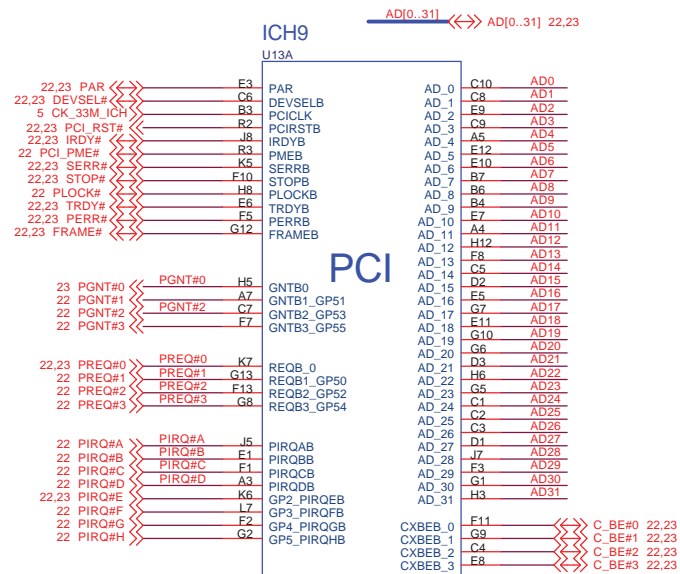 AD[0..31] AD[0..31] 22,23
ICH9
U13A
22,23 PAR E3 PAR AD_0 C10 AD0
22,23 DEVSEL# C6 DEVSELB AD_1 C8 AD1
5 CK_33M_ICH B3 PCICLK AD_2 E9 AD2
22,23 PCI_RST# R2 PCIRSTB AD_3 C9 AD3
22,23 IRDY# J8 IRDYB AD_4 A5 AD4
22 PCI_PME# R3 PMEB AD_5 E12 AD5
22,23 SERR# K5 SERRB AD_6 E10 AD6
22,23 STOP# F10 STOPB AD_7 B7 AD7
22 PLOCK# H8 PLOCKB AD_8 B6 AD8
22,23 TRDY# E6 TRDYB AD_9 B4 AD9
22,23 PERR# F5 PERRB AD_10 E7 AD10
22,23 FRAME# G12 FRAMEB AD_11 A4 AD11
AD_12 H12 AD12
AD_13 F8 AD13
PCI
AD_14 C5 AD14
23 PGNT#0 PGNT#0 H5 GNTB0 AD_15 D2 AD15
22 PGNT#1 A7 GNTB1_GP51 AD_16 E5 AD16
22 PGNT#2 PGNT#2 C7 GNTB2_GP53 AD_17 G7 AD17
22 PGNT#3 F7 GNTB3_GP55 AD_18 E11 AD18
AD_19 G10 AD19
AD_20 G6 AD20
22,23 PREQ#0 PREQ#0 K7 REQB_0 AD_21 D3 AD21
22 PREQ#1 PREQ#1 G13 REQB1_GP50 AD_22 H6 AD22
22 PREQ#2 PREQ#2 F13 REQB2_GP52 AD_23 G5 AD23
22 PREQ#3 PREQ#3 G8 REQB3_GP54 AD_24 C1 AD24
AD_25 C2 AD25
AD_26 C3 AD26
22 PIRQ#A PIRQ#A J5 PIRQAB AD_27 D1 AD27
22 PIRQ#B PIRQ#B E1 PIRQBB AD_28 J7 AD28
22 PIRQ#C PIRQ#C F1 PIRQCB AD_29 F3 AD29
22 PIRQ#D PIRQ#D A3 PIRQDB AD_30 G1 AD30
22,23 PIRQ#E K6 GP2_PIRQEB AD_31 H3 AD31
22 PIRQ#F L7 GP3_PIRQFB
22 PIRQ#G F2 GP4_PIRQGB CXBEB_0 F11 C_BE#0 22,23
22 PIRQ#H G2 GP5_PIRQHB CXBEB_1 G9 C_BE#1 22,23
CXBEB_2 C4 C_BE#2 22,23
CXBEB_3 E8 C_BE#3 22,23